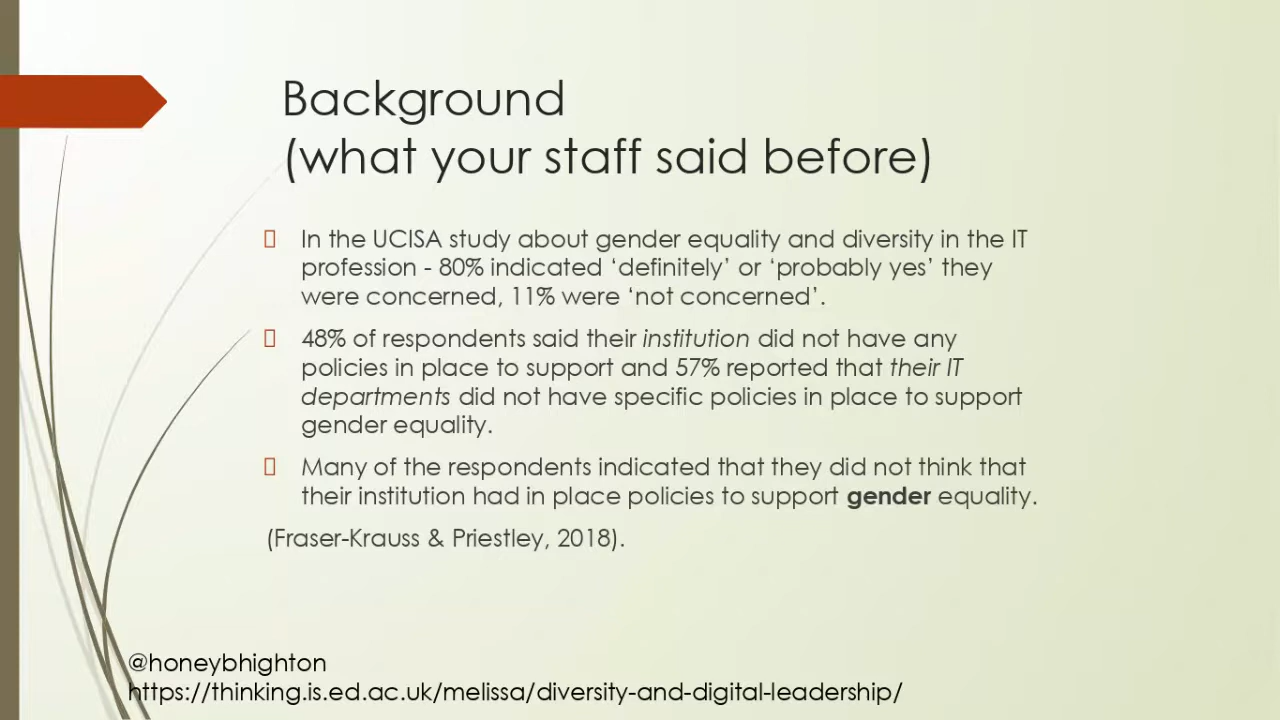 Background
(what your staff said before)
In the UCISA study about gender equality and diversity in the IT
profession - 80% indicated ‘definitely’ or ‘probably yes’ they
were concerned, 11% were ‘not concerned’.
48% of respondents said their institution did not have any
policies in place to support and 57% reported that their IT
departments did not have specific policies in place to support
gender equality.
Many of the respondents indicated that they did not think that
their institution had in place policies to support gender equality.
(Fraser-Krauss & Priestley, 2018).
@honeybhighton
https://thinking.is.ed.ac.uk/melissa/diversity-and-digital-leadership/